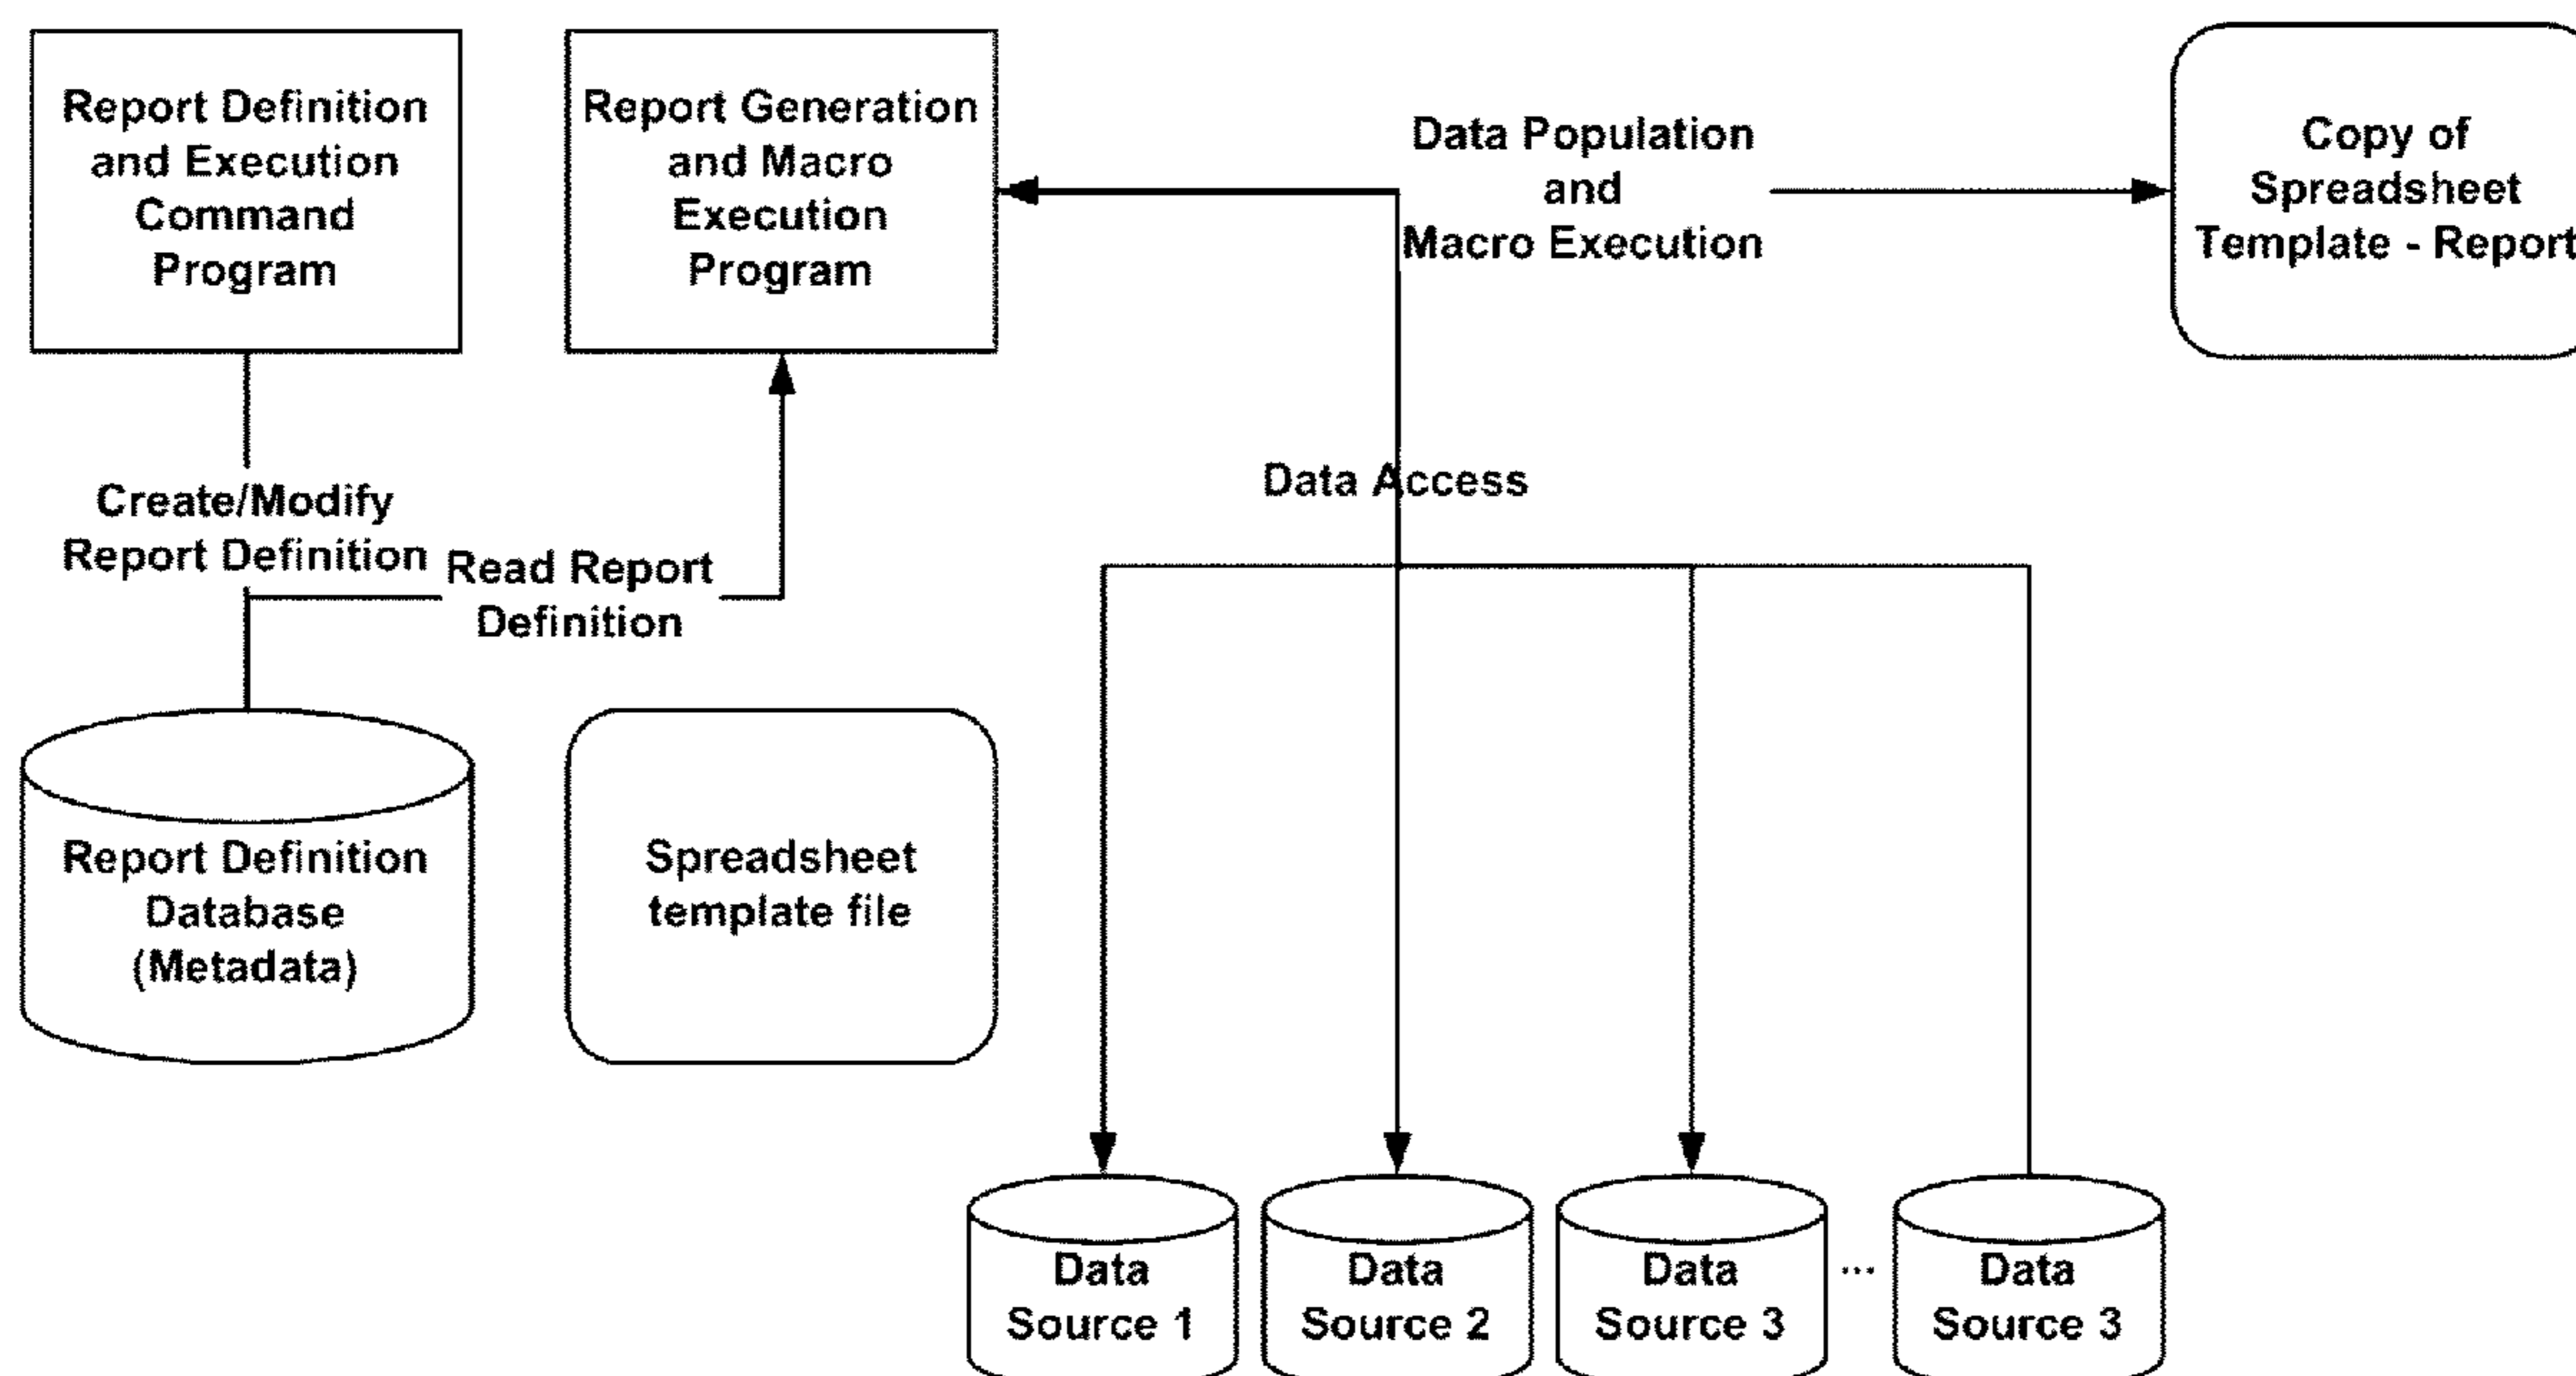 Report Definition
and Execution
Command
Program
Report Generation
and Macro
Execution
Program
Data Population
and
Macro Execution
Copy of
Spreadsheet
Template - Report
Data Access
Create/Modify
Report Definition
Read Report
Definition
Report Definition
Database
(Metadata)
Spreadsheet
template file
Data
Source 1
Data
Source 2
Data
Source 3
...
Data
Source 3